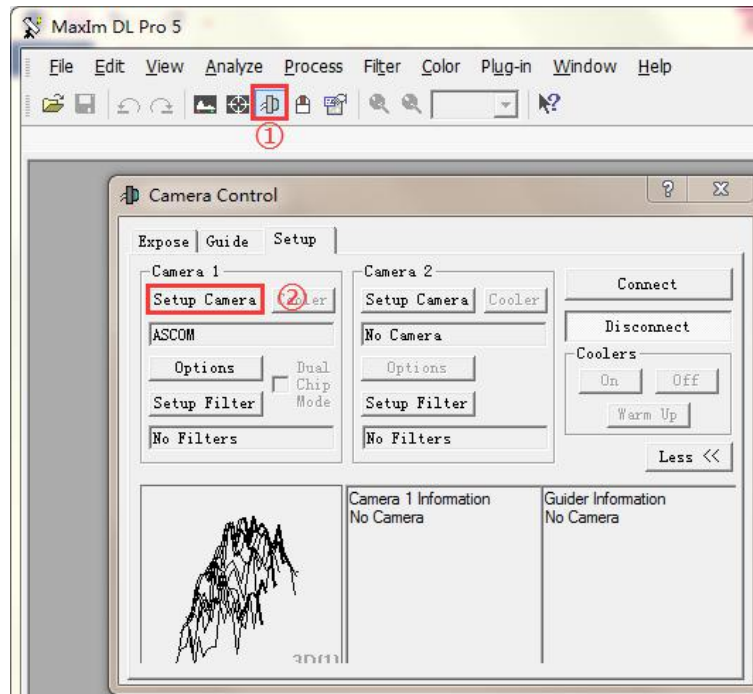 MaxIm DL Pro 5
File Edit View Analyze Process Filter Color Plug-in Window Help
①
Camera Control
Expose Guide Setup
Camera 1
Setup Camera ② Cooler
ASCOM
Options
Dual Chip Mode
Setup Filter
No Filters
Camera 2
Setup Camera Cooler
No Camera
Options
Setup Filter
No Filters
Connect
Disconnect
Coolers
On Off
Warm Up
Less <<
3D(1)
Camera 1 Information
No Camera
Guider Information
No Camera